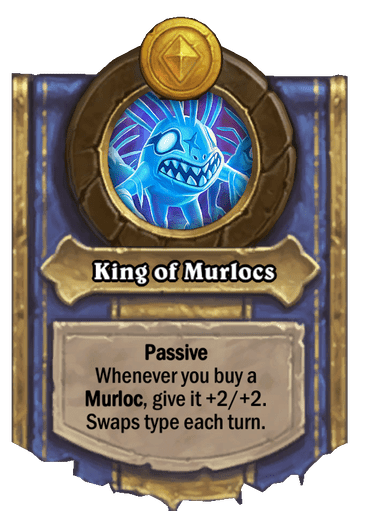 King of Murlocs
Passive
Whenever you buy a
Murloc, give it +2/+2.
Swaps type each turn.